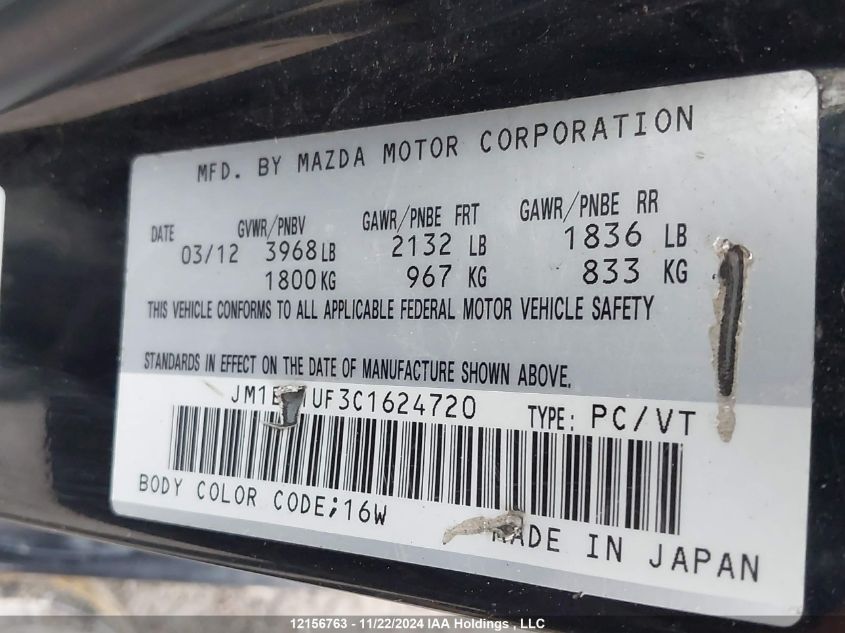 MFD. BY MAZDA MOTOR CORPORATION
DATE GVWR/PNBV GAWR/PNBE FRT GAWR/PNBE RR
03/12 3968 LB 2132 LB 1836 LB
1800 KG 967 KG 833 KG
THIS VEHICLE CONFORMS TO ALL APPLICABLE FEDERAL MOTOR VEHICLE SAFETY
STANDARDS IN EFFECT ON THE DATE OF MANUFACTURE SHOWN ABOVE.
TYPE: PC/VT
BODY COLOR CODE;16W
MADE IN JAPAN
12156763 - 11/22/2024 IAA Holdings , LLC